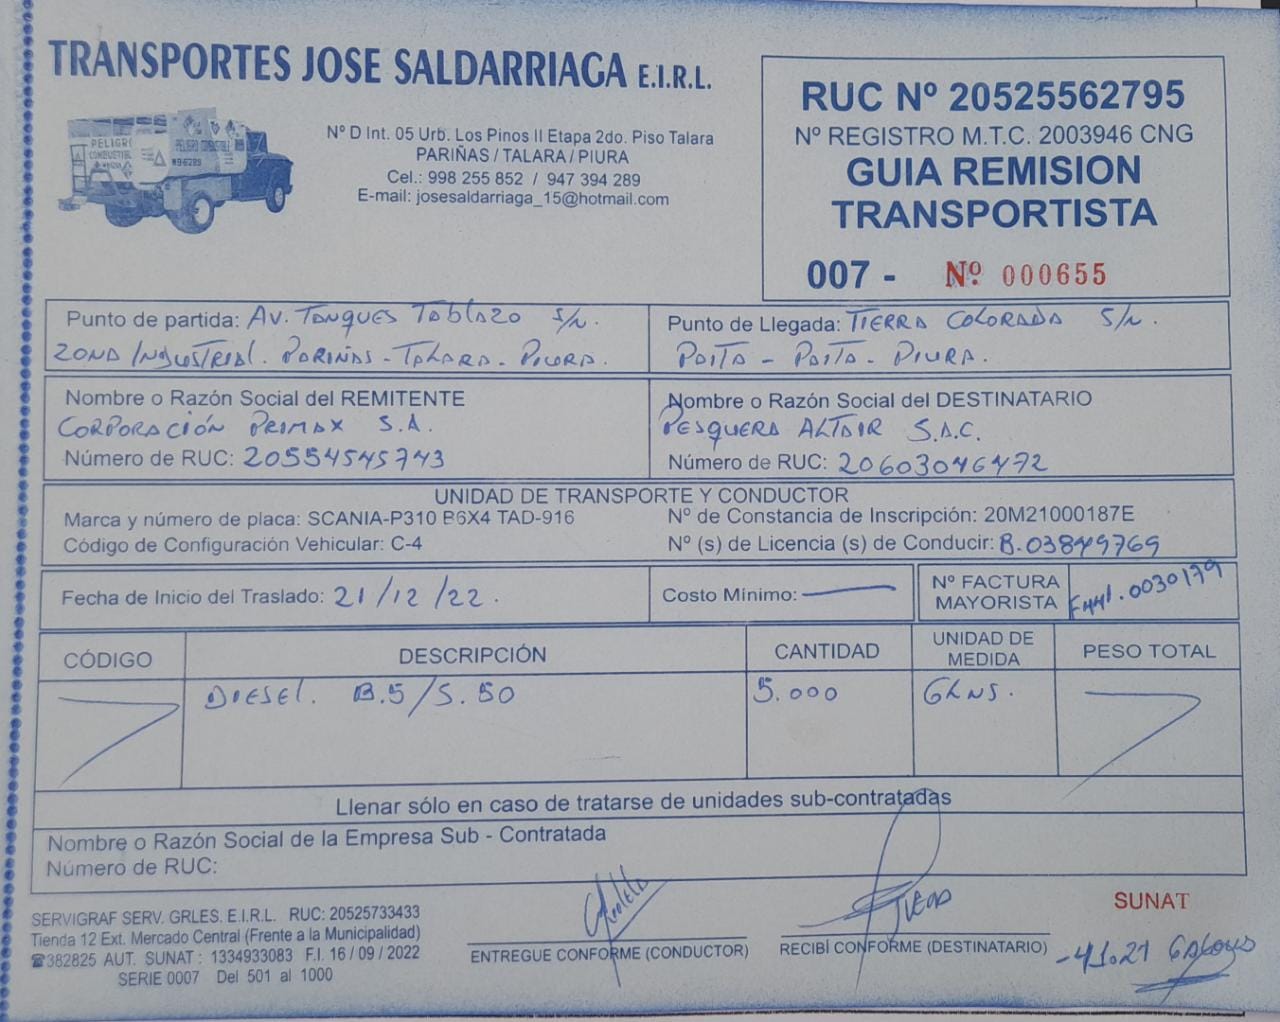 TRANSPORTES JOSE SALDARRIAGA E.I.R.L.
PELIGRO COMBUSTIBLE
PELIGRO COMBUSTIBLE
Nº D Int. 05 Urb. Los Pinos II Etapa 2do. Piso Talara
PARIÑAS / TALARA / PIURA
Cel.: 998 255 852 / 947 394 289
E-mail: josesaldarriaga_15@hotmail.com
RUC Nº 20525562795
Nº REGISTRO M.T.C. 2003946 CNG
GUIA REMISION
TRANSPORTISTA
007 - Nº 000655
Punto de partida: Av. Tanques Tablazo S/n.
Zona Industrial. Pariñas - Talara - Piura.
Punto de Llegada: TIERRA COLORADA S/n.
Paita - Paita - Piura.
Nombre o Razón Social del REMITENTE
CORPORACIÓN PRIMAX S.A.
Número de RUC: 20554545743
Nombre o Razón Social del DESTINATARIO
PESQUERA ALTAIR S.A.C.
Número de RUC: 20603046472
UNIDAD DE TRANSPORTE Y CONDUCTOR
Marca y número de placa: SCANIA-P310 B6X4 TAD-916
Nº de Constancia de Inscripción: 20M21000187E
Código de Configuración Vehicular: C-4
Nº (s) de Licencia (s) de Conducir: B.03849769
Fecha de Inicio del Traslado: 21/12/22.
Costo Mínimo:
Nº FACTURA MAYORISTA F441.0030179
CÓDIGO DESCRIPCIÓN CANTIDAD UNIDAD DE MEDIDA PESO TOTAL
DIESEL. B.5/S.50 5.000 GLNS.
Llenar sólo en caso de tratarse de unidades sub-contratadas
Nombre o Razón Social de la Empresa Sub - Contratada
Número de RUC:
SERVIGRAF SERV. GRLES. E.I.R.L. RUC: 20525733433
Tienda 12 Ext. Mercado Central (Frente a la Municipalidad)
☎382825 AUT. SUNAT : 1334933083 F.I. 16 / 09 / 2022
SERIE 0007 Del 501 al 1000
ENTREGUE CONFORME (CONDUCTOR)
RECIBÍ CONFORME (DESTINATARIO)
SUNAT
-41.21